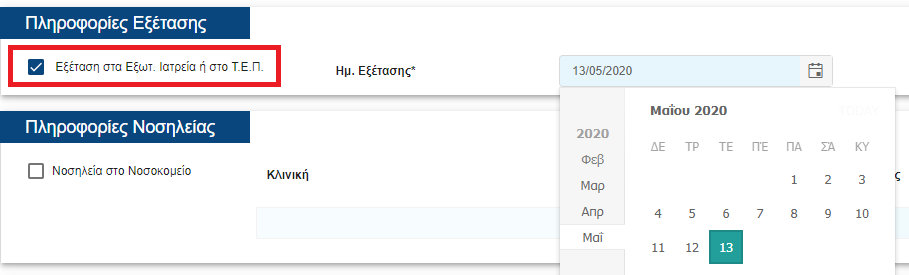 Πληροφορίες Εξέτασης
Εξέταση στα Εξωτ. Ιατρεία ή στο Τ.Ε.Π.
Ημ. Εξέτασης*
13/05/2020
Μαΐου 2020
TODAY
2020
Φεβ
Μαρ
Απρ
Μαΐ
ΔΕ ΤΡ ΤΕ ΠΈ ΠΑ ΣΆ ΚΥ
1 2 3
4 5 6 7 8 9 10
11 12 13
Πληροφορίες Νοσηλείας
Νοσηλεία στο Νοσοκομείο
Κλινική
ς